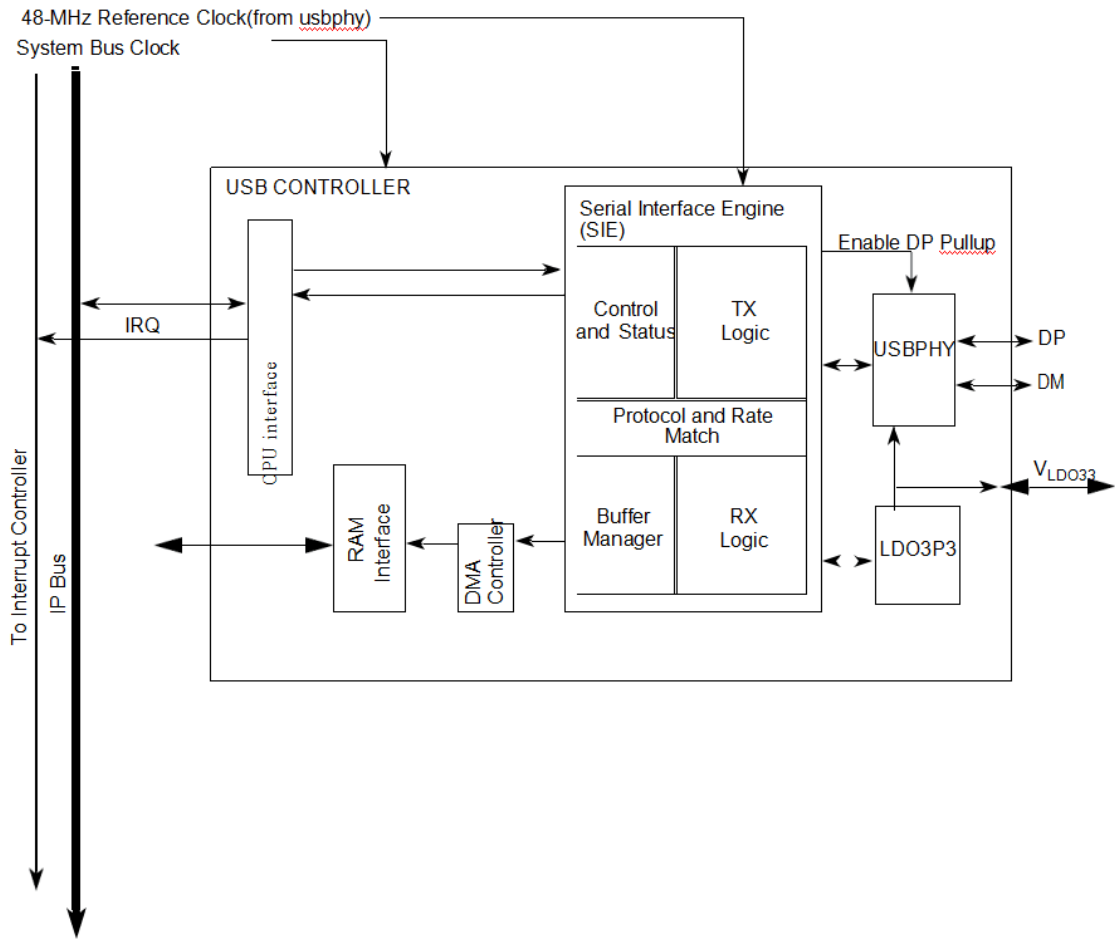 48-MHz Reference Clock(from usbphy)
System Bus Clock
USB CONTROLLER
Serial Interface Engine
(SIE)
Enable DP Pullup
Control
and Status
TX
Logic
USBPHY
DP
DM
IRQ
CPU interface
Protocol and Rate
Match
VLDO33
Buffer
Manager
RX
Logic
LDO3P3
RAM
Interface
DMA
Controller
To Interrupt Controller
IP Bus